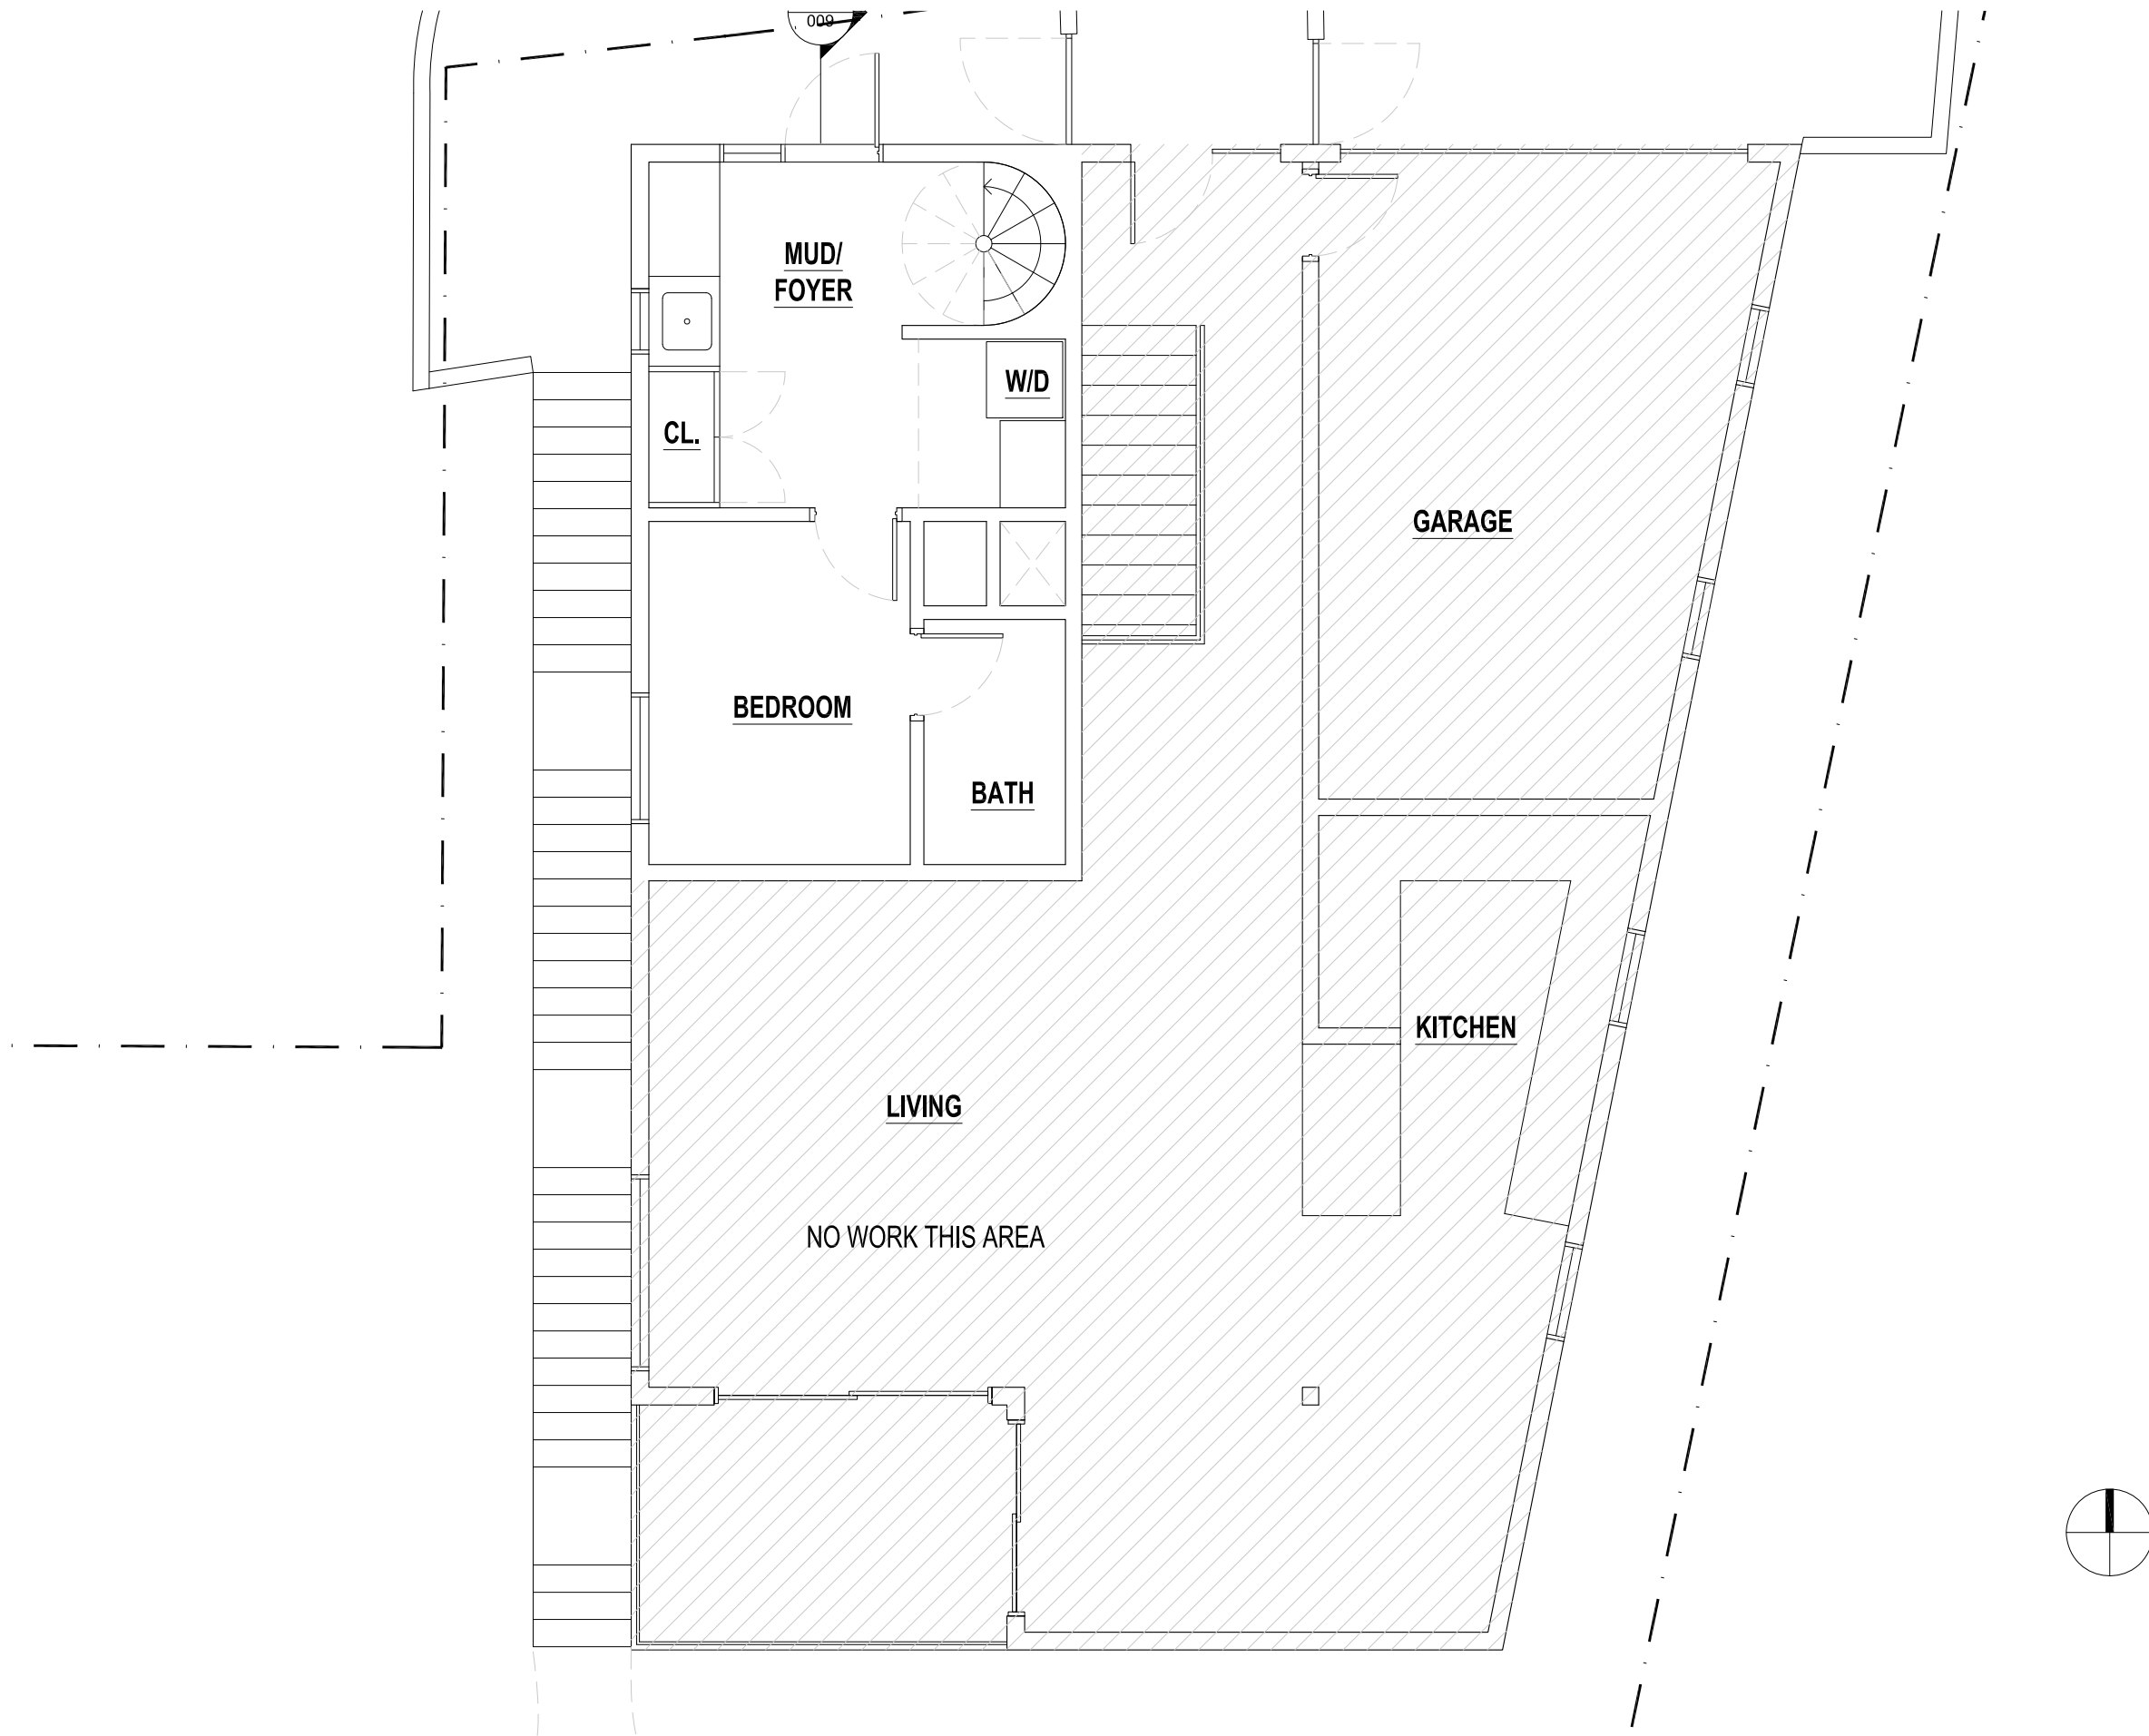 009
MUD/
FOYER
W/D
CL.
GARAGE
BEDROOM
BATH
KITCHEN
LIVING
NO WORK THIS AREA